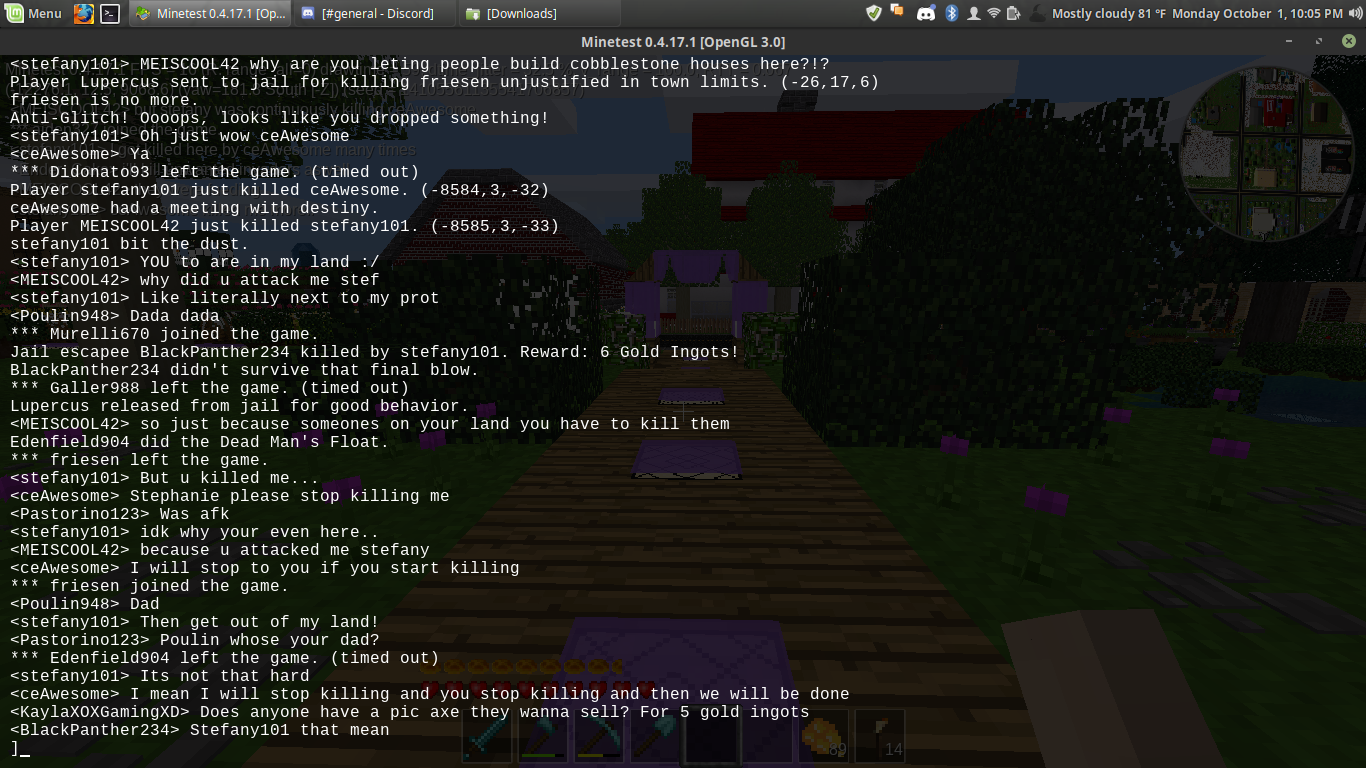 Menu
Minetest 0.4.17.1 [Op...
[#general - Discord]
[Downloads]
Mostly cloudy 81 °F Monday October 1, 10:05 PM
Minetest 0.4.17.1 [OpenGL 3.0]
<stefany101> MEISCOOL42 why are you leting people build cobblestone houses here?!?
Player Lupercus sent to jail for killing friesen unjustified in town limits. (-26,17,6)
friesen is no more.
Anti-Glitch! Oooops, looks like you dropped something!
<stefany101> Oh just wow ceAwesome
<ceAwesome> Ya
*** Didonato93 left the game. (timed out)
Player stefany101 just killed ceAwesome. (-8584,3,-32)
ceAwesome had a meeting with destiny.
Player MEISCOOL42 just killed stefany101. (-8585,3,-33)
stefany101 bit the dust.
<stefany101> YOU to are in my land :/
<MEISCOOL42> why did u attack me stef
<stefany101> Like literally next to my prot
<Poulin948> Dada dada
*** Murelli670 joined the game.
Jail escapee BlackPanther234 killed by stefany101. Reward: 6 Gold Ingots!
BlackPanther234 didn't survive that final blow.
*** Galler988 left the game. (timed out)
Lupercus released from jail for good behavior.
<MEISCOOL42> so just because someones on your land you have to kill them
Edenfield904 did the Dead Man's Float.
*** friesen left the game.
<stefany101> But u killed me...
<ceAwesome> Stephanie please stop killing me
<Pastorino123> Was afk
<stefany101> idk why your even here..
<MEISCOOL42> because u attacked me stefany
<ceAwesome> I will stop to you if you start killing
*** friesen joined the game.
<Poulin948> Dad
<stefany101> Then get out of my land!
<Pastorino123> Poulin whose your dad?
*** Edenfield904 left the game. (timed out)
<stefany101> Its not that hard
<ceAwesome> I mean I will stop killing and you stop killing and then we will be done
<KaylaXOXGamingXD> Does anyone have a pic axe they wanna sell? For 5 gold ingots
<BlackPanther234> Stefany101 that mean
]_
89
14